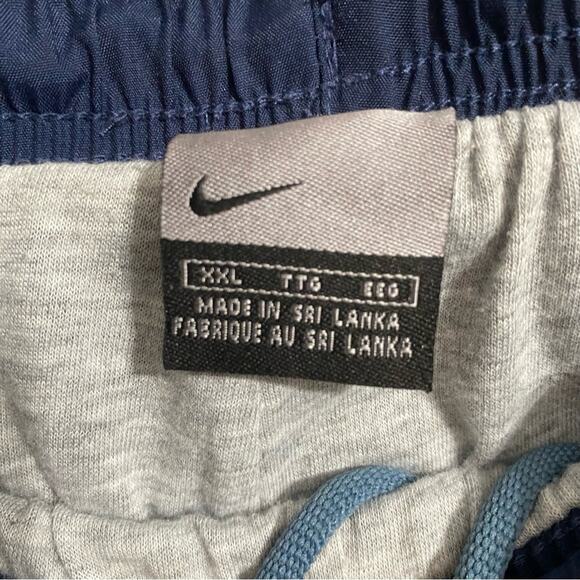 XXL TTG EEG
MADE IN SRI LANKA
FABRIQUE AU SRI LANKA